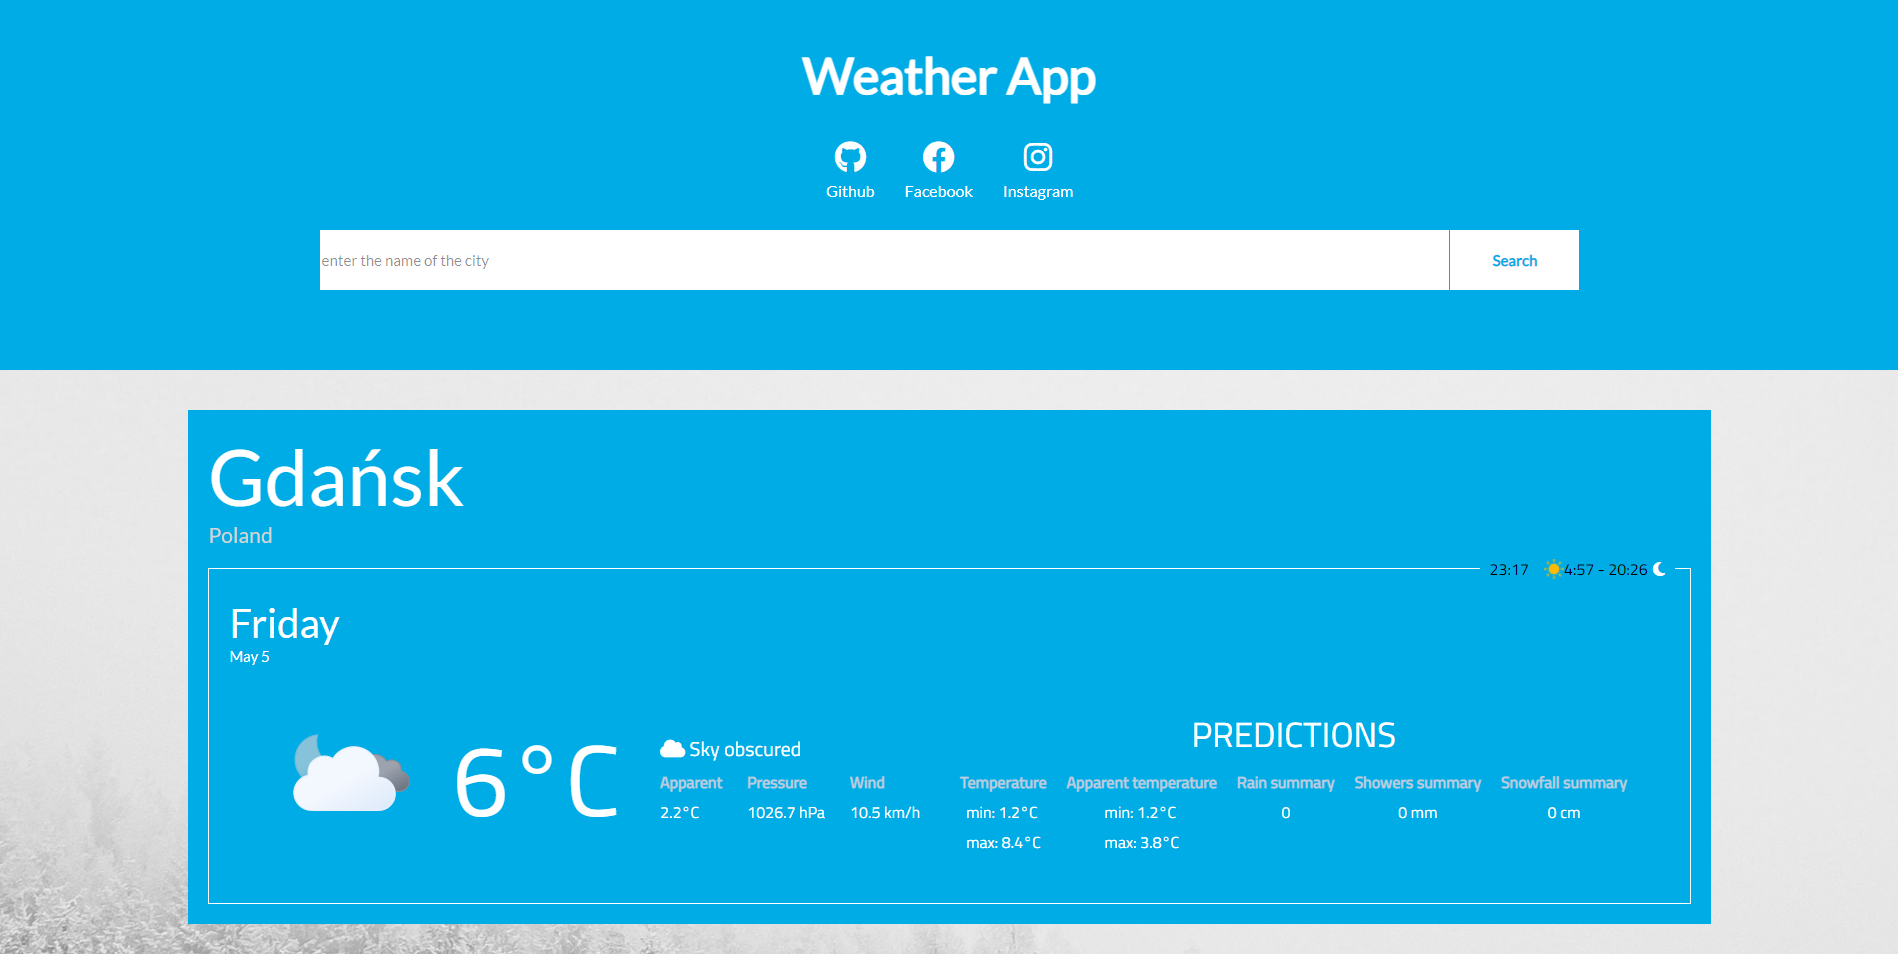 Weather App
Github Facebook Instagram
enter the name of the city Search
Gdańsk
Poland
23:17 4:57 - 20:26
Friday
May 5
PREDICTIONS
6°C Sky obscured
Apparent Pressure Wind Temperature Apparent temperature Rain summary Showers summary Snowfall summary
2.2°C 1026.7 hPa 10.5 km/h min: 1.2°C min: 1.2°C 0 0 mm 0 cm
max: 8.4°C max: 3.8°C